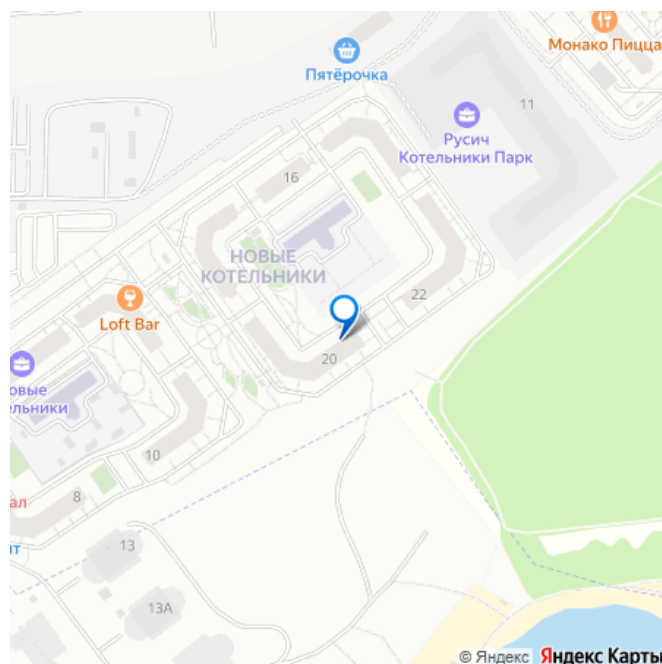 Монако Пицца
Пятёрочка
11
Русич
Котельники Парк
16
НОВЫЕ
КОТЕЛЬНИКИ
22
Loft Bar
20
овые
ельники
10
ал
8
т
13
13А
© Яндекс Яндекс Карты